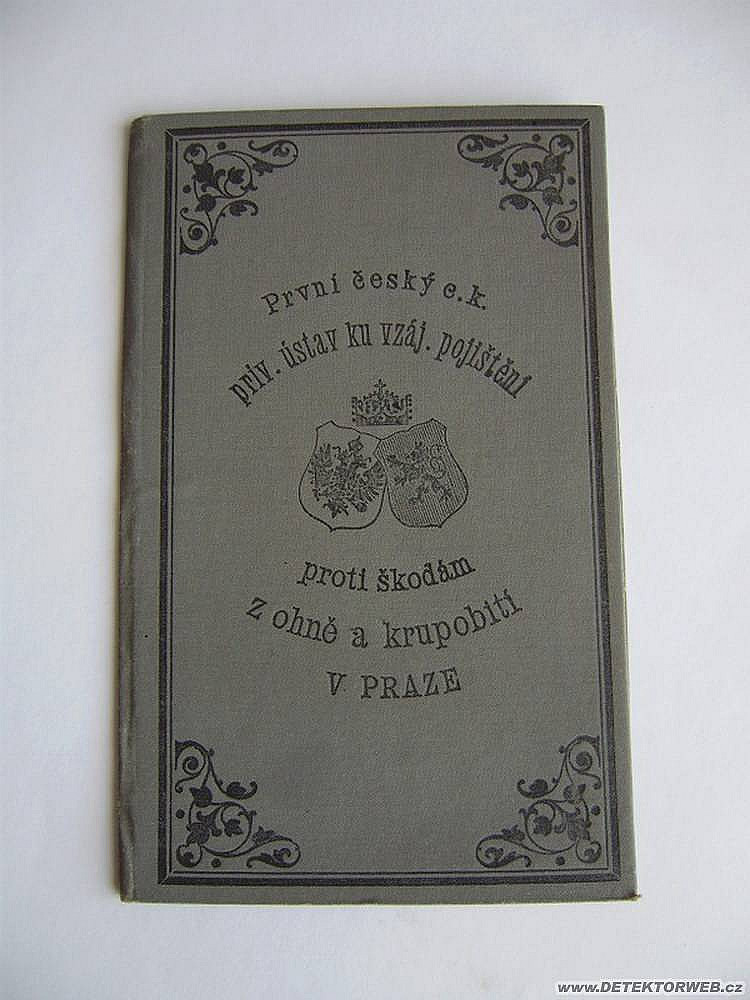 První český c. k.
priv. ústav ku vzáj. pojištění
proti škodám
z ohně a krupobití
V PRAZE
www.DETEKTORWEB.cz